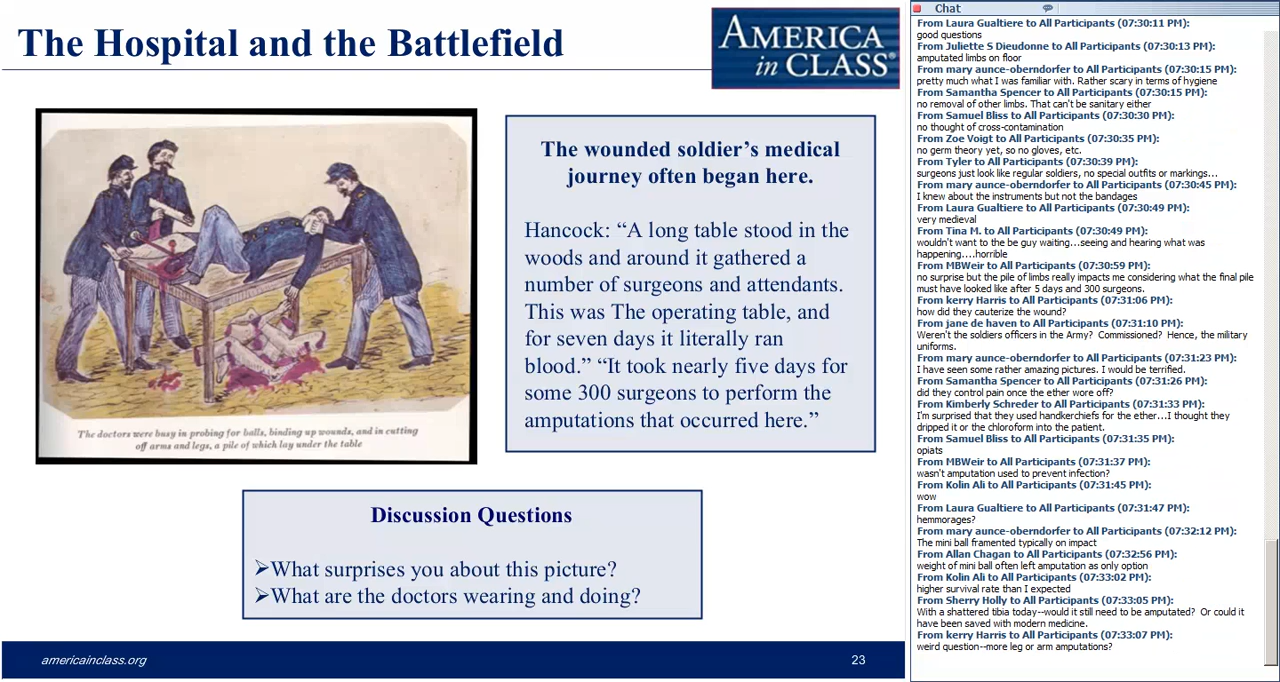 The Hospital and the Battlefield
AMERICA
in CLASS®
The doctors were busy in probing for balls, binding up wounds, and in cutting
off arms and legs, a pile of which lay under the table
The wounded soldier's medical
journey often began here.
Hancock: “A long table stood in the
woods and around it gathered a
number of surgeons and attendants.
This was The operating table, and
for seven days it literally ran
blood.” “It took nearly five days for
some 300 surgeons to perform the
amputations that occurred here.”
Discussion Questions
➢What surprises you about this picture?
➢What are the doctors wearing and doing?
americainclass.org
23
Chat
From Laura Gualtiere to All Participants (07:30:11 PM):
good questions
From Juliette S Dieudonne to All Participants (07:30:13 PM):
amputated limbs on floor
From mary aunce-oberndorfer to All Participants (07:30:15 PM):
pretty much what I was familiar with. Rather scary in terms of hygiene
From Samantha Spencer to All Participants (07:30:15 PM):
no removal of other limbs. That can't be sanitary either
From Samuel Bliss to All Participants (07:30:30 PM):
no thought of cross-contamination
From Zoe Voigt to All Participants (07:30:35 PM):
no germ theory yet, so no gloves, etc.
From Tyler to All Participants (07:30:39 PM):
surgeons just look like regular soldiers, no special outfits or markings...
From mary aunce-oberndorfer to All Participants (07:30:45 PM):
I knew about the instruments but not the bandages
From Laura Gualtiere to All Participants (07:30:49 PM):
very medieval
From Tina M. to All Participants (07:30:49 PM):
wouldn't want to the be guy waiting...seeing and hearing what was
happening....horrible
From MBWeir to All Participants (07:30:59 PM):
no surprise but the pile of limbs really impacts me considering what the final pile
must have looked like after 5 days and 300 surgeons.
From kerry Harris to All Participants (07:31:06 PM):
how did they cauterize the wound?
From jane de haven to All Participants (07:31:10 PM):
Weren't the soldiers officers in the Army?  Commissioned?  Hence, the military
uniforms.
From mary aunce-oberndorfer to All Participants (07:31:23 PM):
I have seen some rather amazing pictures. I would be terrified.
From Samantha Spencer to All Participants (07:31:26 PM):
did they control pain once the ether wore off?
From Kimberly Schreder to All Participants (07:31:33 PM):
I'm surprised that they used handkerchiefs for the ether...I thought they
dripped it or the chloroform into the patient.
From Samuel Bliss to All Participants (07:31:35 PM):
opiats
From MBWeir to All Participants (07:31:37 PM):
wasn't amputation used to prevent infection?
From Kolin Ali to All Participants (07:31:45 PM):
wow
From Laura Gualtiere to All Participants (07:31:47 PM):
hemmorages?
From mary aunce-oberndorfer to All Participants (07:32:12 PM):
The mini ball framented typically on impact
From Allan Chagan to All Participants (07:32:56 PM):
weight of mini ball often left amputation as only option
From Kolin Ali to All Participants (07:33:02 PM):
higher survival rate than I expected
From Sherry Holly to All Participants (07:33:05 PM):
With a shattered tibia today--would it still need to be amputated?  Or could it
have been saved with modern medicine.
From kerry Harris to All Participants (07:33:07 PM):
weird question--more leg or arm amputations?